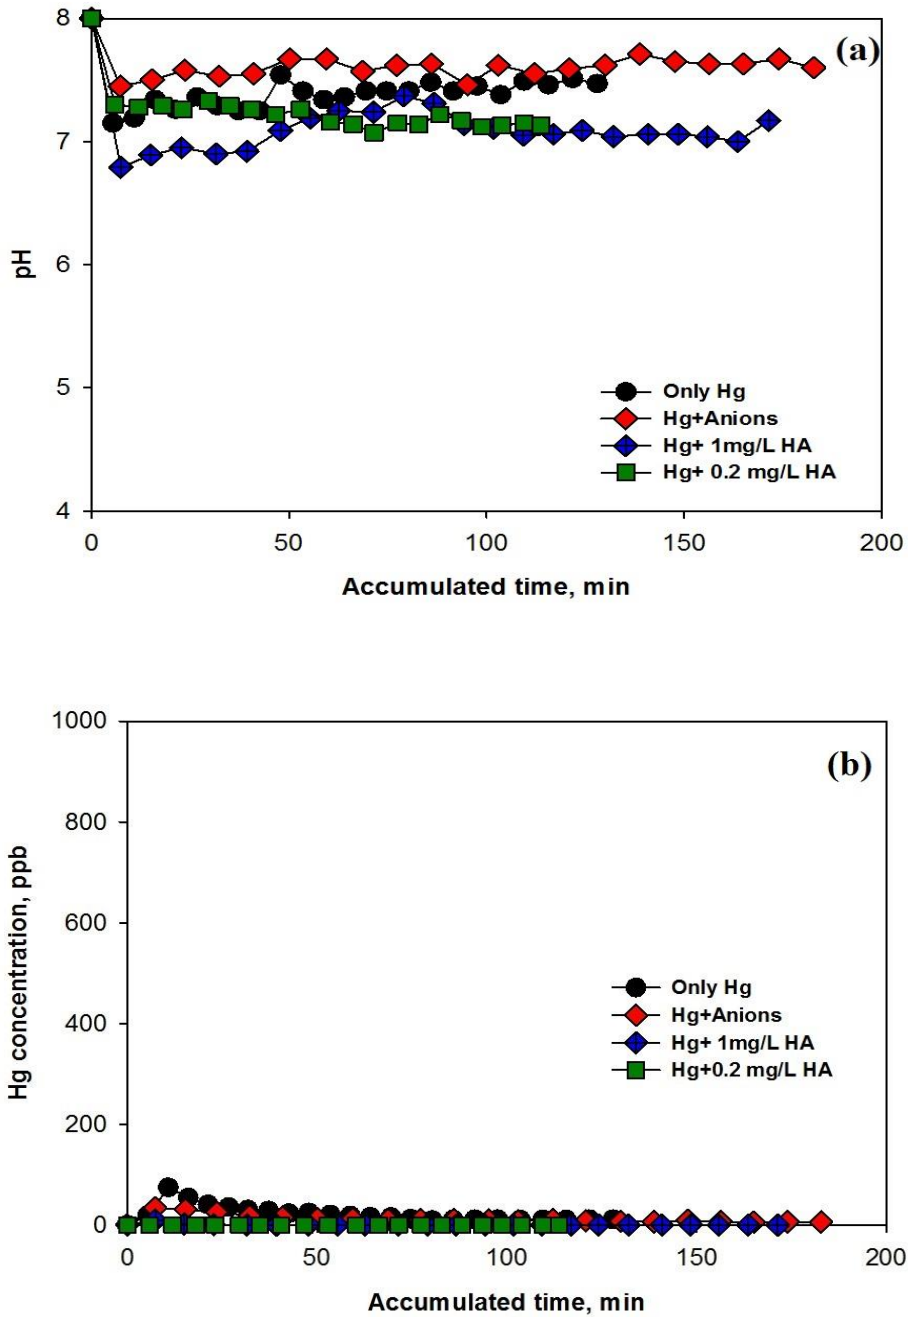 8
(a)
7
6
pH
5
Only Hg
Hg+Anions
Hg+ 1mg/L HA
Hg+ 0.2 mg/L HA
4
0 50 100 150 200
Accumulated time, min
1000
(b)
800
600
Hg concentration, ppb
Only Hg
Hg+Anions
400
Hg+ 1mg/L HA
Hg+0.2 mg/L HA
200
0
0 50 100 150 200
Accumulated time, min